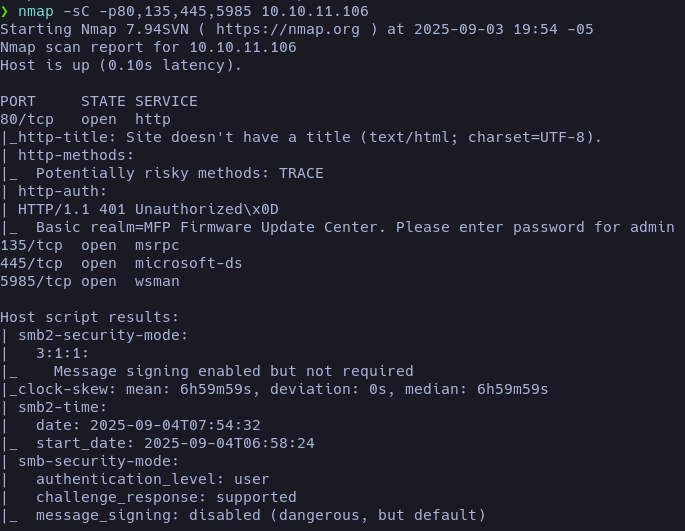 ❯ nmap -sC -p80,135,445,5985 10.10.11.106
Starting Nmap 7.94SVN ( https://nmap.org ) at 2025-09-03 19:54 -05
Nmap scan report for 10.10.11.106
Host is up (0.10s latency).

PORT     STATE SERVICE
80/tcp   open  http
|_http-title: Site doesn't have a title (text/html; charset=UTF-8).
| http-methods:
|_  Potentially risky methods: TRACE
| http-auth:
| HTTP/1.1 401 Unauthorized\x0D
|_  Basic realm=MFP Firmware Update Center. Please enter password for admin
135/tcp  open  msrpc
445/tcp  open  microsoft-ds
5985/tcp open  wsman

Host script results:
| smb2-security-mode:
|   3:1:1:
|_    Message signing enabled but not required
|_clock-skew: mean: 6h59m59s, deviation: 0s, median: 6h59m59s
| smb2-time:
|   date: 2025-09-04T07:54:32
|_  start_date: 2025-09-04T06:58:24
| smb-security-mode:
|   authentication_level: user
|   challenge_response: supported
|_  message_signing: disabled (dangerous, but default)